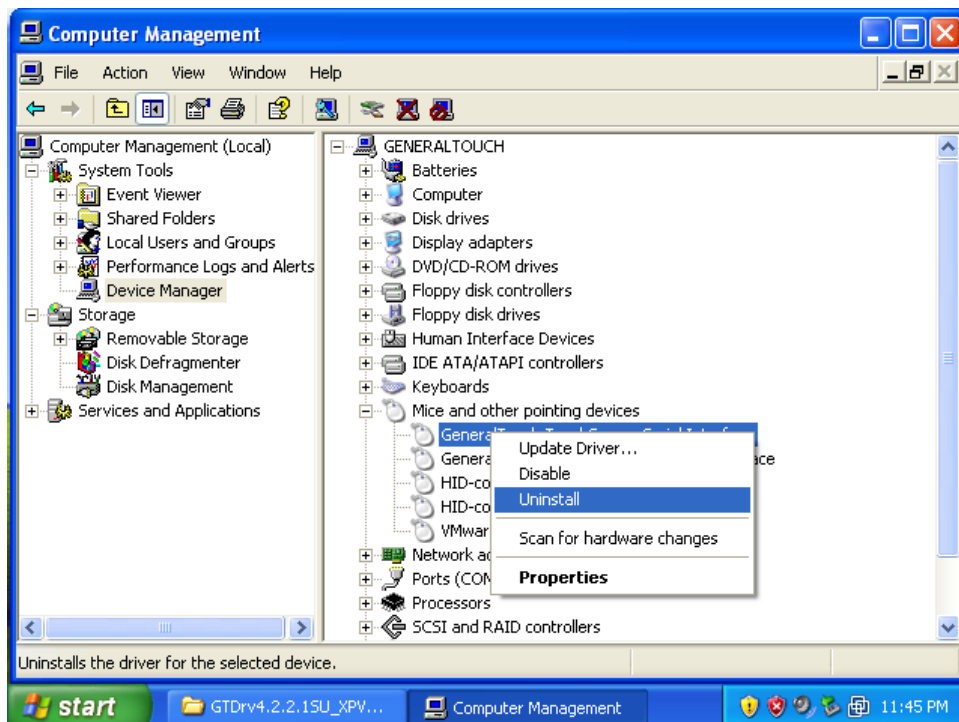 Computer Management
File Action View Window Help
Computer Management (Local)
System Tools
Event Viewer
Shared Folders
Local Users and Groups
Performance Logs and Alerts
Device Manager
Storage
Removable Storage
Disk Defragmenter
Disk Management
Services and Applications
GENERALTOUCH
Batteries
Computer
Disk drives
Display adapters
DVD/CD-ROM drives
Floppy disk controllers
Floppy disk drives
Human Interface Devices
IDE ATA/ATAPI controllers
Keyboards
Mice and other pointing devices
Network
Ports
Processors
SCSI and RAID controllers
Update Driver...
Disable
Uninstall
Scan for hardware changes
Properties
Uninstalls the driver for the selected device.
start
GTDrv4.2.2.1SU_XPV...
Computer Management
11:45 PM